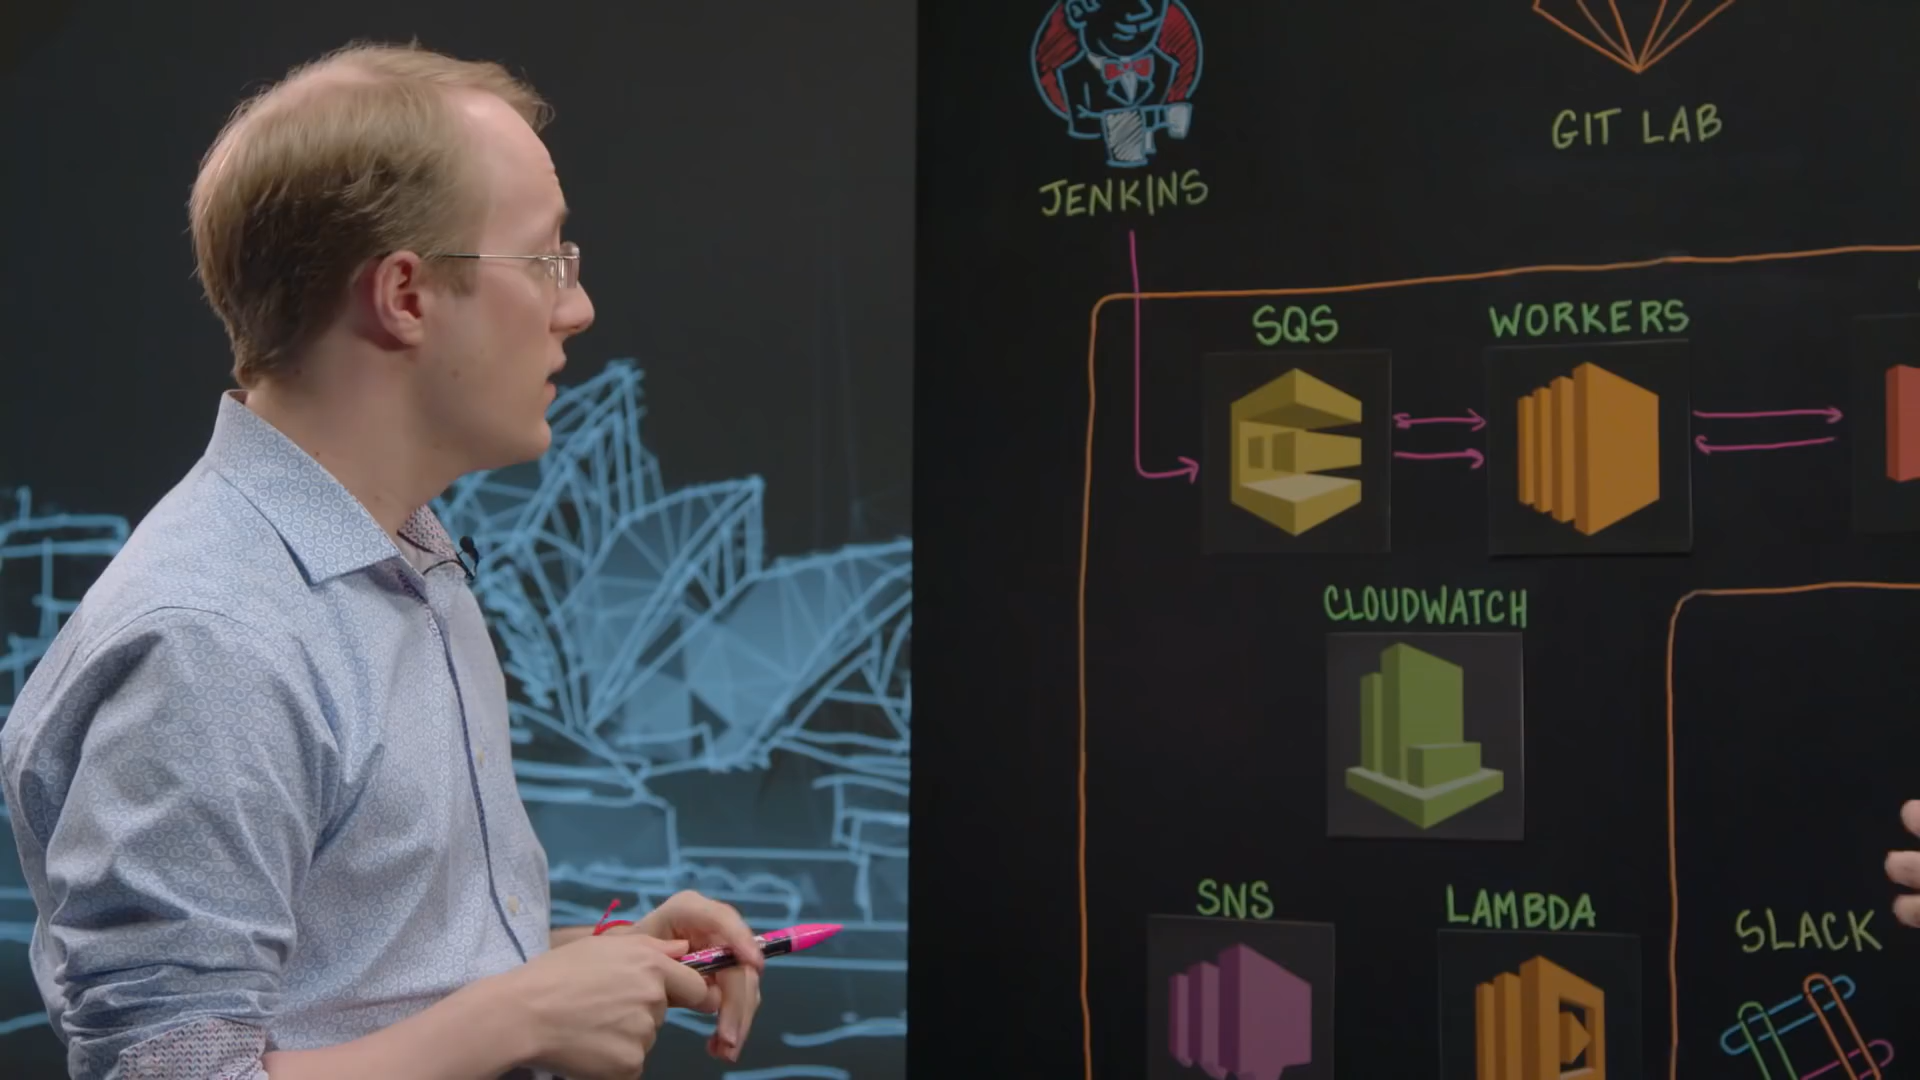 JENKINS
GIT LAB
SQS
WORKERS
CLOUDWATCH
SNS
LAMBDA
SLACK